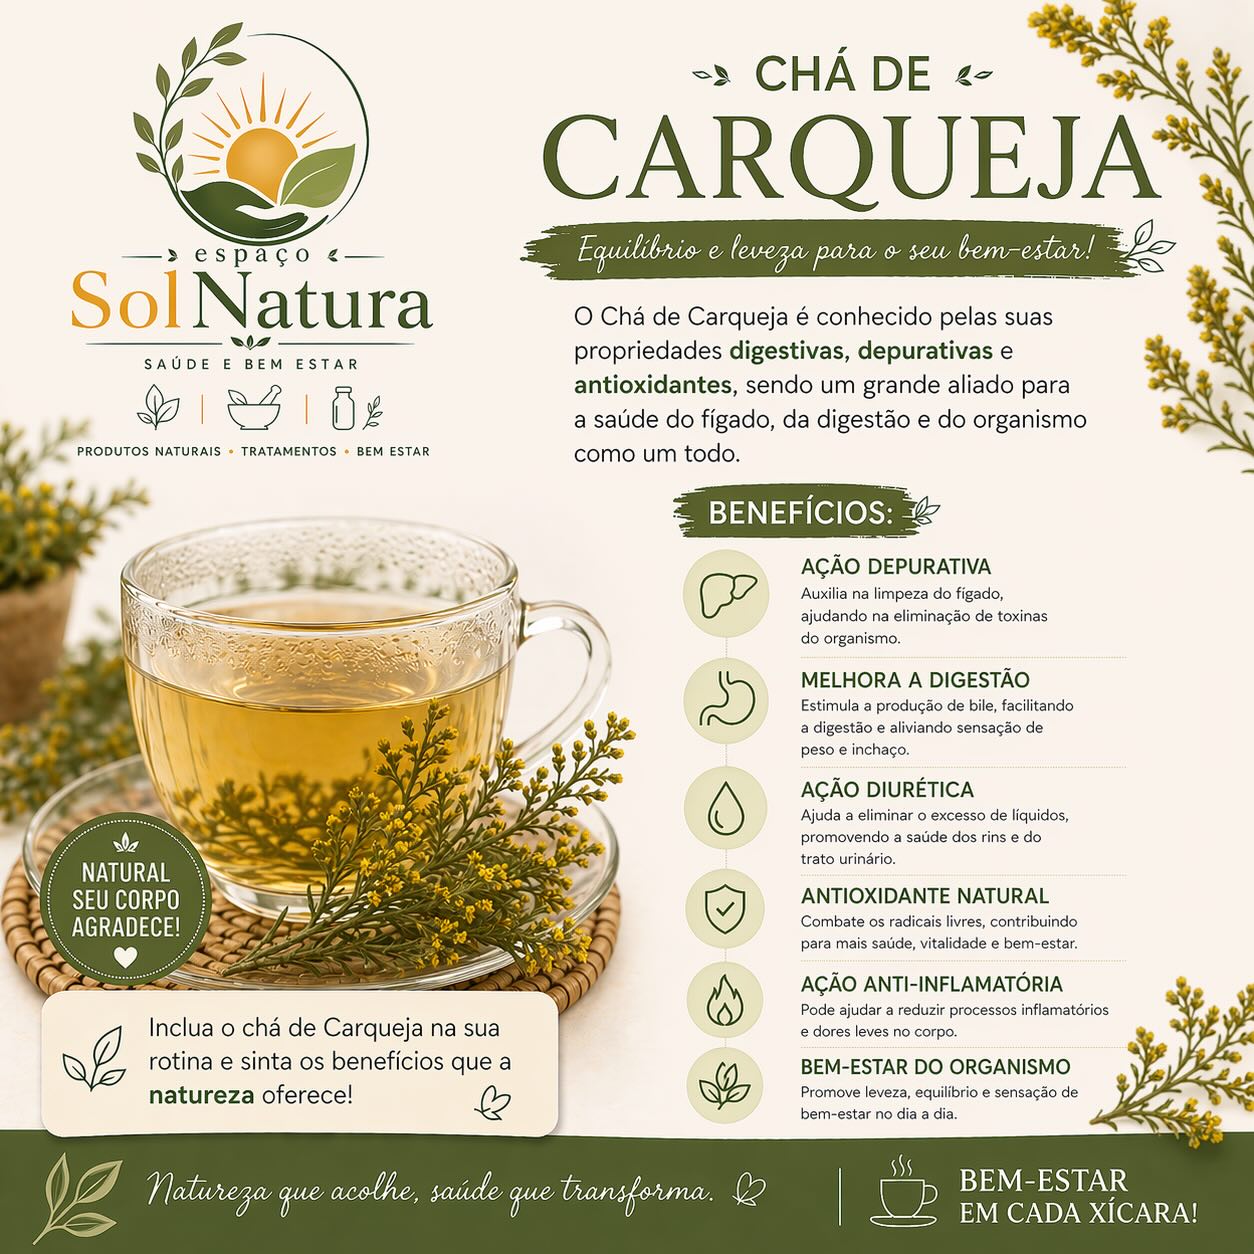 espaço
SolNatura
SAÚDE E BEM ESTAR
PRODUTOS NATURAIS • TRATAMENTOS • BEM ESTAR
CHÁ DE
CARQUEJA
Equilíbrio e leveza para o seu bem-estar!
O Chá de Carqueja é conhecido pelas suas
propriedades digestivas, depurativas e
antioxidantes, sendo um grande aliado para
a saúde do fígado, da digestão e do organismo
como um todo.
BENEFÍCIOS:
AÇÃO DEPURATIVA
Auxilia na limpeza do fígado,
ajudando na eliminação de toxinas
do organismo.
MELHORA A DIGESTÃO
Estimula a produção de bile, facilitando
a digestão e aliviando sensação de
peso e inchaço.
AÇÃO DIURÉTICA
Ajuda a eliminar o excesso de líquidos,
promovendo a saúde dos rins e do
trato urinário.
ANTIOXIDANTE NATURAL
Combate os radicais livres, contribuindo
para mais saúde, vitalidade e bem-estar.
AÇÃO ANTI-INFLAMATÓRIA
Pode ajudar a reduzir processos inflamatórios
e dores leves no corpo.
BEM-ESTAR DO ORGANISMO
Promove leveza, equilíbrio e sensação de
bem-estar no dia a dia.
NATURAL
SEU CORPO
AGRADECE!
Inclua o chá de Carqueja na sua
rotina e sinta os benefícios que a
natureza oferece!
Natureza que acolhe, saúde que transforma.
BEM-ESTAR
EM CADA XÍCARA!